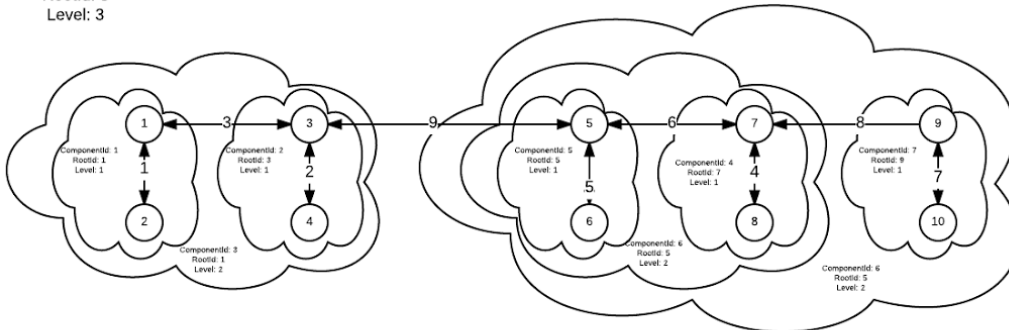 Level: 3
1
3
3
9
5
6
7
8
9
ComponentId: 1
RootId: 1
Level: 1
1
ComponentId: 2
RootId: 3
Level: 1
2
ComponentId: 5
RootId: 5
Level: 1
5
ComponentId: 4
RootId: 7
Level: 1
4
ComponentId: 7
RootId: 9
Level: 1
7
2
4
6
8
10
ComponentId: 3
RootId: 1
Level: 2
ComponentId: 6
RootId: 5
Level: 2
ComponentId: 6
RootId: 5
Level: 2